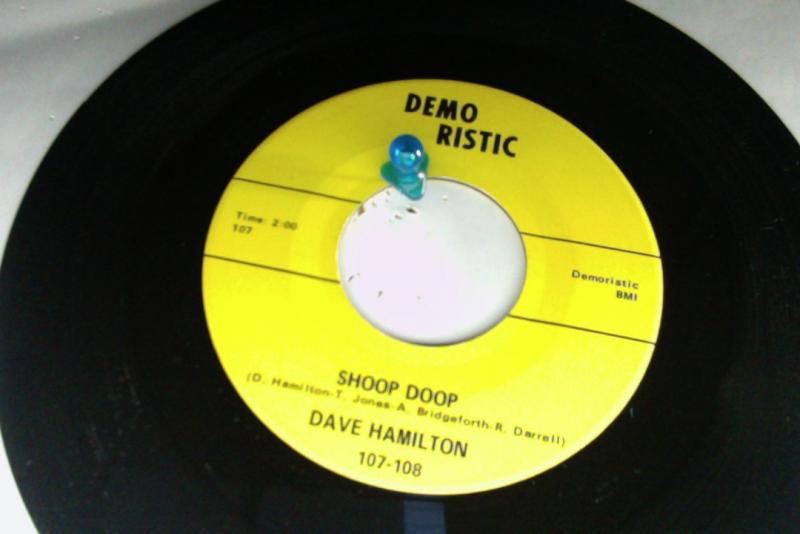 DEMO
RISTIC
Time: 2:00
107
Demoristic
BMI
SHOOP DOOP
(D. Hamilton-T. Jones-A. Bridgeforth-R. Darrell)
DAVE HAMILTON
107-108